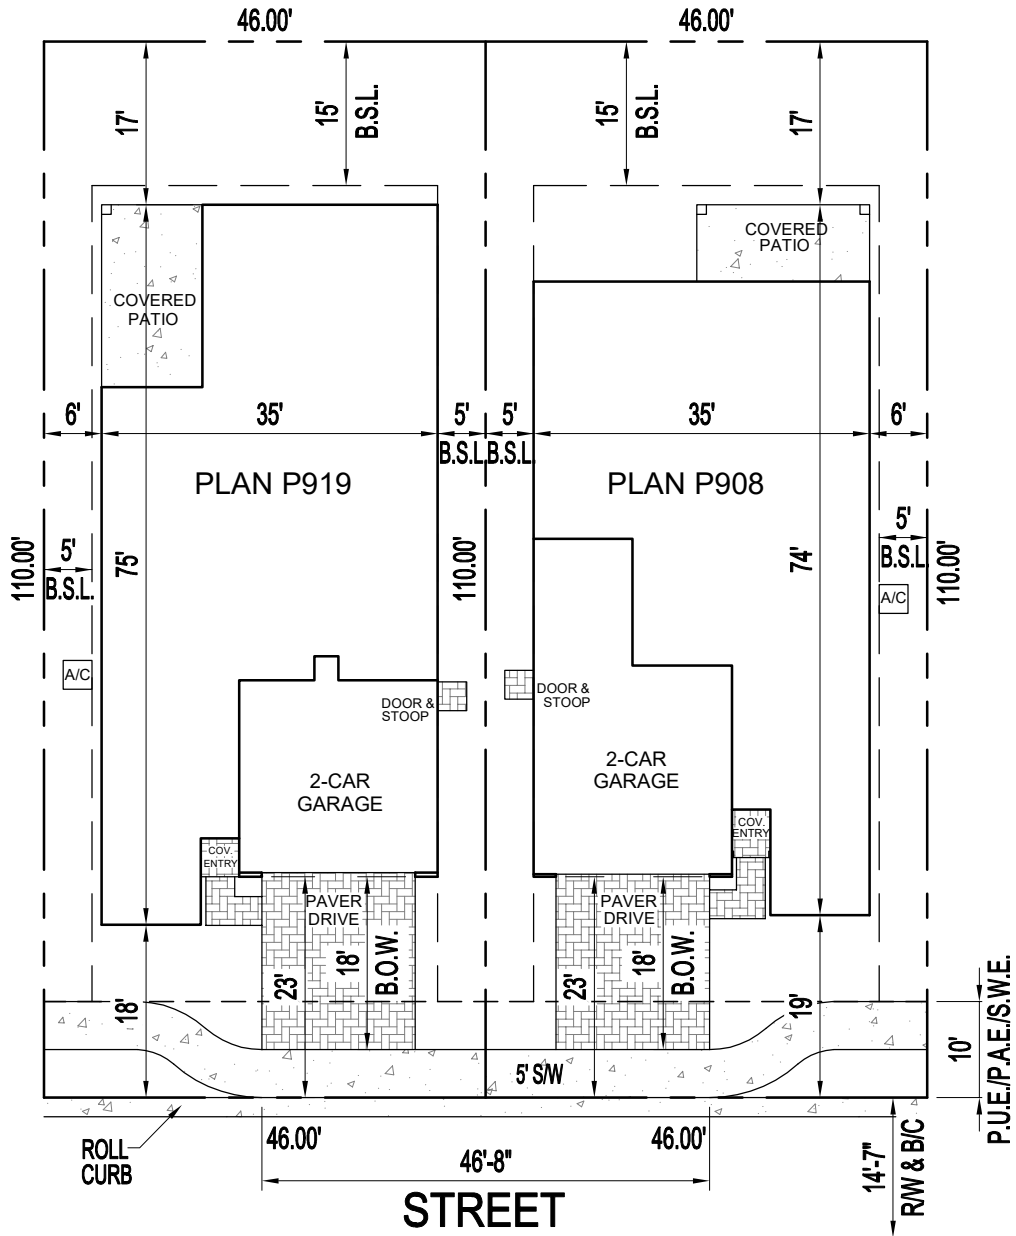 46.00'
46.00'
17'
15'
B.S.L.
15'
B.S.L.
17'
COVERED
PATIO
COVERED
PATIO
6'
35'
5'
5'
35'
6'
B.S.L.
B.S.L.
PLAN P919
PLAN P908
110.00'
5'
B.S.L.
75'
110.00'
74'
5'
B.S.L.
110.00'
A/C
A/C
DOOR &
STOOP
DOOR &
STOOP
2-CAR
GARAGE
2-CAR
GARAGE
COV.
ENTRY
COV.
ENTRY
PAVER
DRIVE
PAVER
DRIVE
18'
23'
18'
B.O.W.
23'
18'
B.O.W.
19'
10'
P.U.E./P.A.E./S.W.E.
5' S/W
ROLL
CURB
46.00'
46.00'
46'-8"
14'-7"
R/W & B/C
STREET